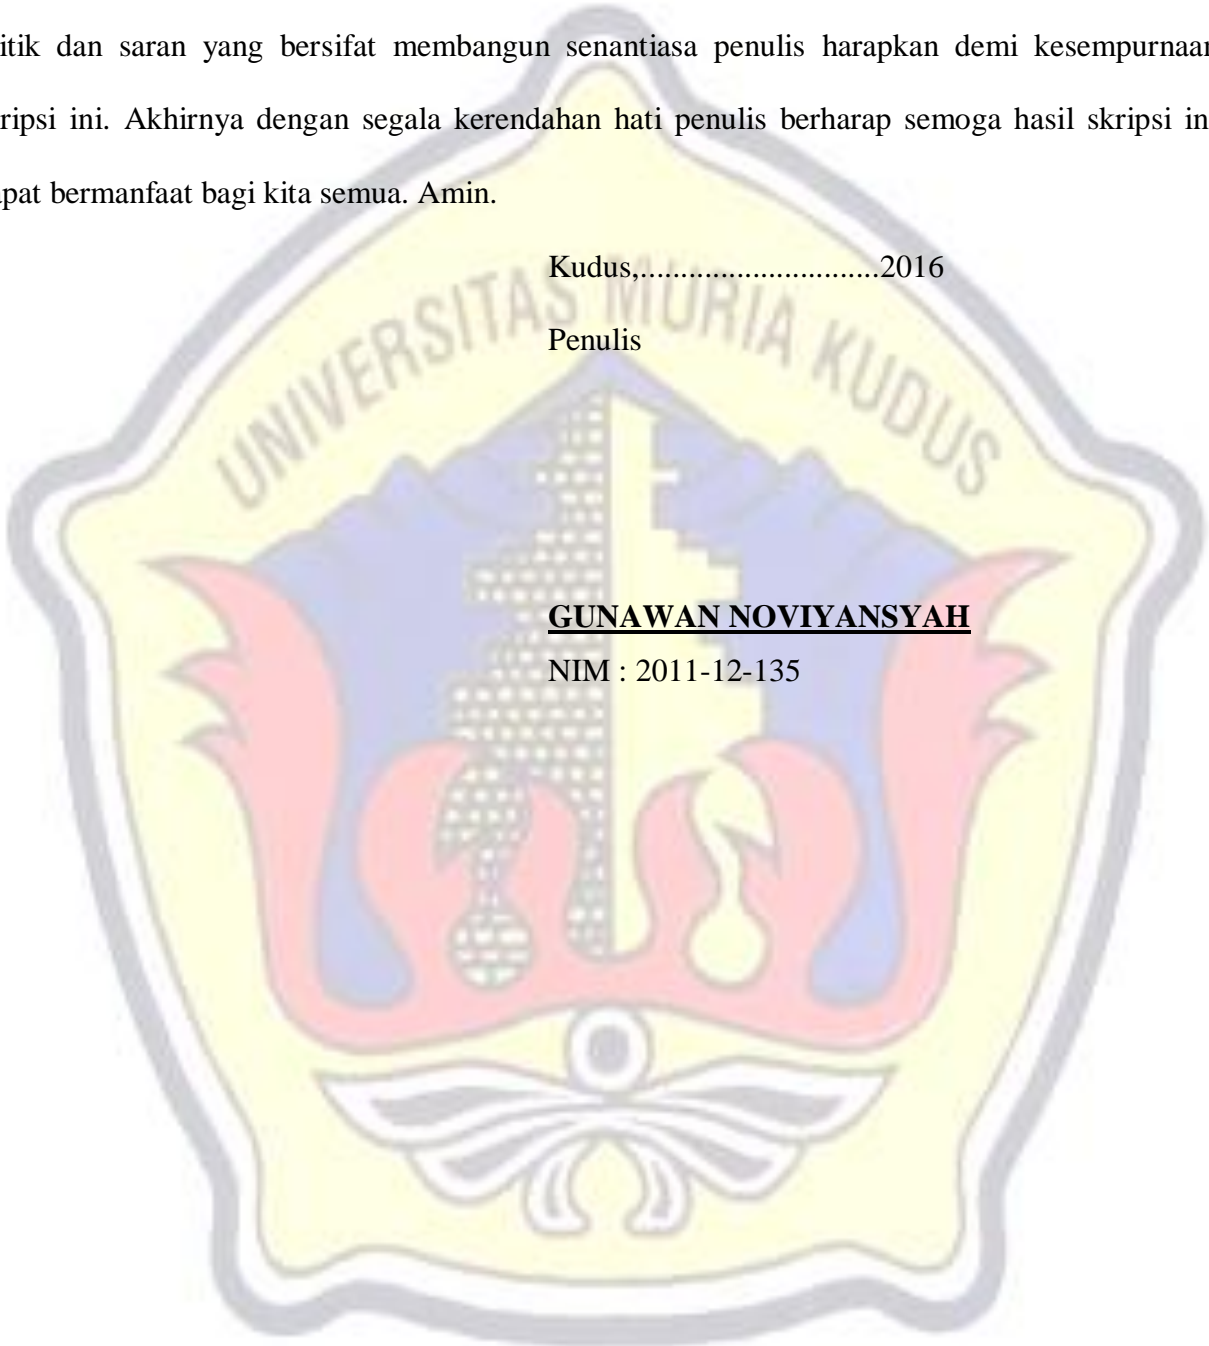 itik dan saran yang bersifat membangun senantiasa penulis harapkan demi kesempurnaan
ripsi ini. Akhirnya dengan segala kerendahan hati penulis berharap semoga hasil skripsi in
apat bermanfaat bagi kita semua. Amin.
Kudus,..............................2016
UNIVERSITAS MURIA KUDUS
Penulis
GUNAWAN NOVIYANSYAH
NIM : 2011-12-135